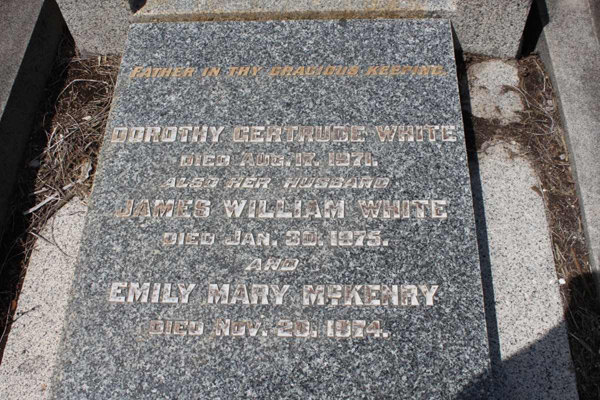 FATHER IN THY GRACIOUS KEEPING.
DOROTHY GERTRUDE WHITE
DIED AUG. 12. 1971.
ALSO HER HUSBAND
JAMES WILLIAM WHITE
DIED JAN. 30. 1975.
AND
EMILY MARY MCKENRY
DIED NOV. 20. 1974.